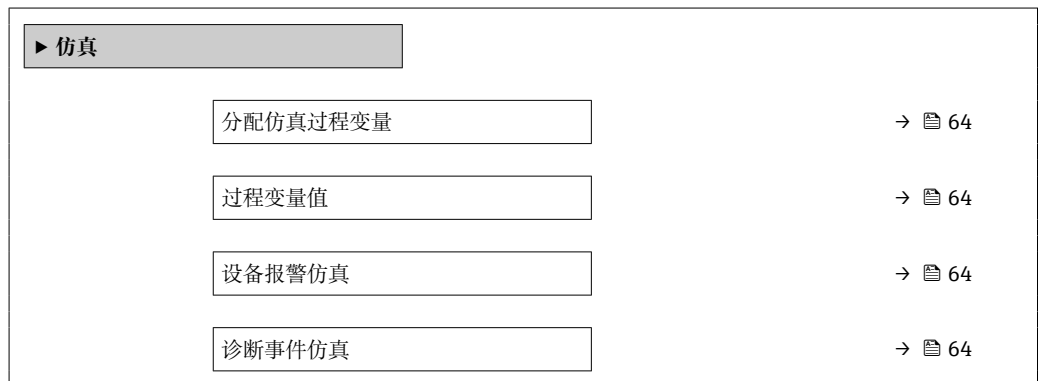 ▶ 仿真
分配仿真过程变量 → 🖹 64
过程变量值 → 🖹 64
设备报警仿真 → 🖹 64
诊断事件仿真 → 🖹 64